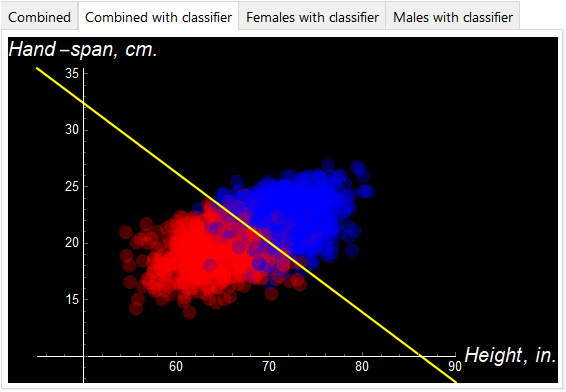 Combined Combined with classifier Females with classifier Males with classifier
Hand-span, cm.
35
30
25
20
15
60 70 80 90
Height, in.